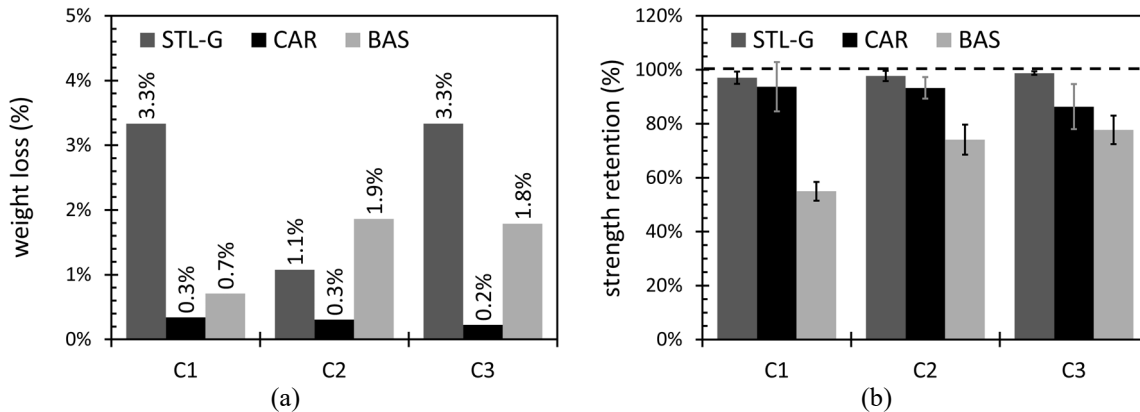 5%
4%
3%
2%
1%
0%
weight loss (%)
STL-G CAR BAS
3.3%
0.3%
0.7%
1.1%
0.3%
1.9%
3.3%
0.2%
1.8%
C1 C2 C3
(a)
120%
100%
80%
60%
40%
20%
0%
strength retention (%)
STL-G CAR BAS
C1 C2 C3
(b)